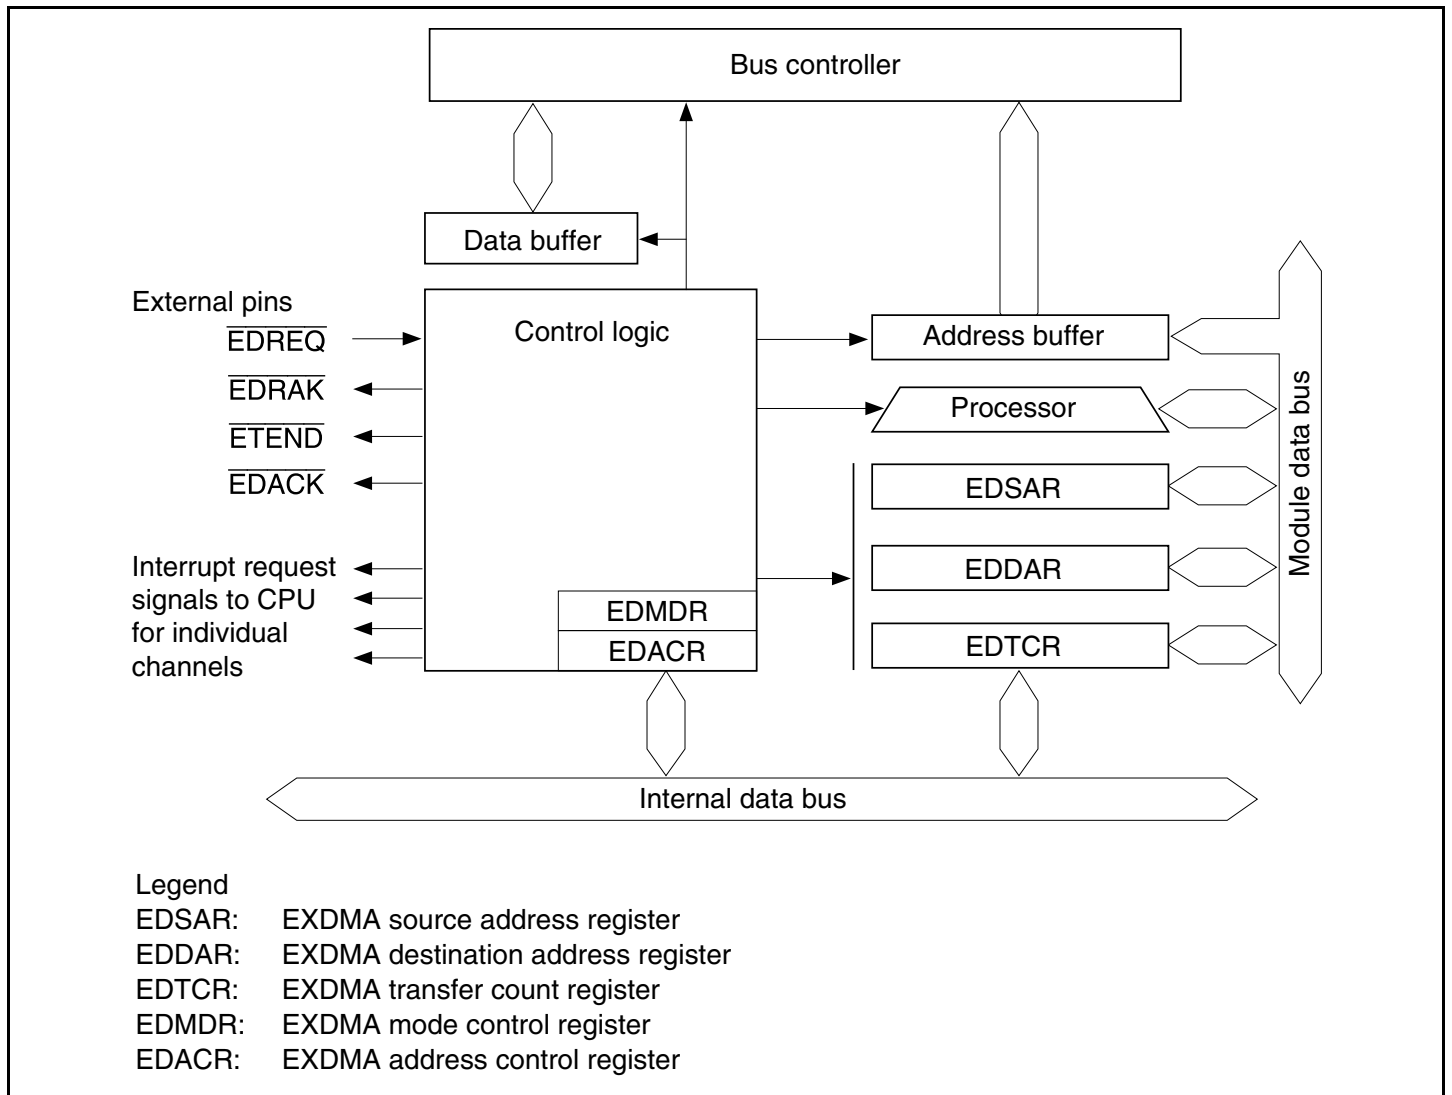 Bus controller
Data buffer
External pins
EDREQ
EDRAK
ETEND
EDACK
Interrupt request
signals to CPU
for individual
channels
Control logic
EDMDR
EDACR
Address buffer
Processor
EDSAR
EDDAR
EDTCR
Module data bus
Internal data bus
Legend
EDSAR: EXDMA source address register
EDDAR: EXDMA destination address register
EDTCR: EXDMA transfer count register
EDMDR: EXDMA mode control register
EDACR: EXDMA address control register